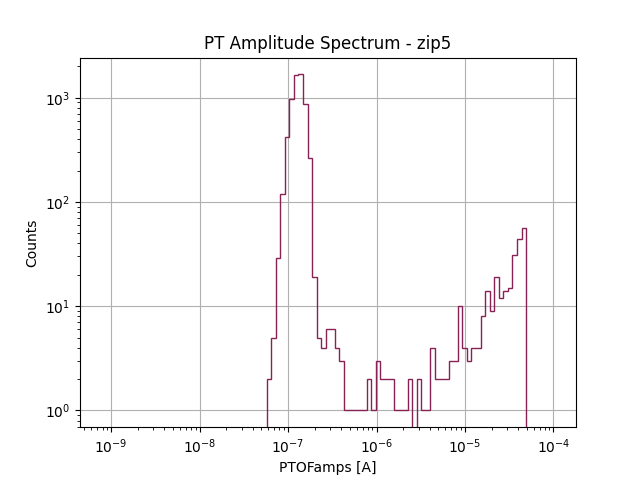 PT Amplitude Spectrum - zip5
Counts
10³
10²
10¹
10⁰
10⁻⁹ 10⁻⁸ 10⁻⁷ 10⁻⁶ 10⁻⁵ 10⁻⁴
PTOFamps [A]